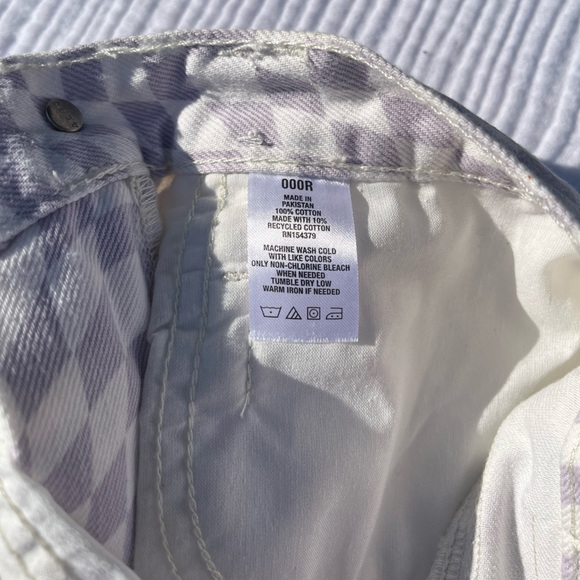 000R
MADE IN
PAKISTAN
100% COTTON
MADE WITH 10%
RECYCLED COTTON
RN154379
MACHINE WASH COLD
WITH LIKE COLORS
ONLY NON-CHLORINE BLEACH
WHEN NEEDED
TUMBLE DRY LOW
WARM IRON IF NEEDED